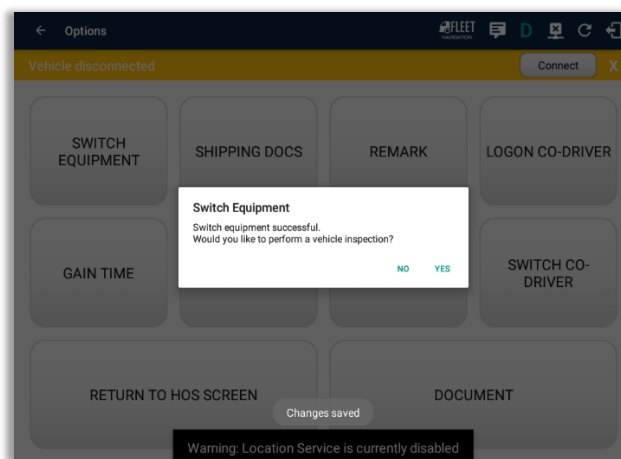 Options
FLEET
NAVIGATION
D
Vehicle disconnected
Connect
X
SWITCH
EQUIPMENT
SHIPPING DOCS
REMARK
LOGON CO-DRIVER
Switch Equipment
Switch equipment successful.
Would you like to perform a vehicle inspection?
NO
YES
GAIN TIME
SWITCH CO-
DRIVER
RETURN TO HOS SCREEN
DOCUMENT
Changes saved
Warning: Location Service is currently disabled